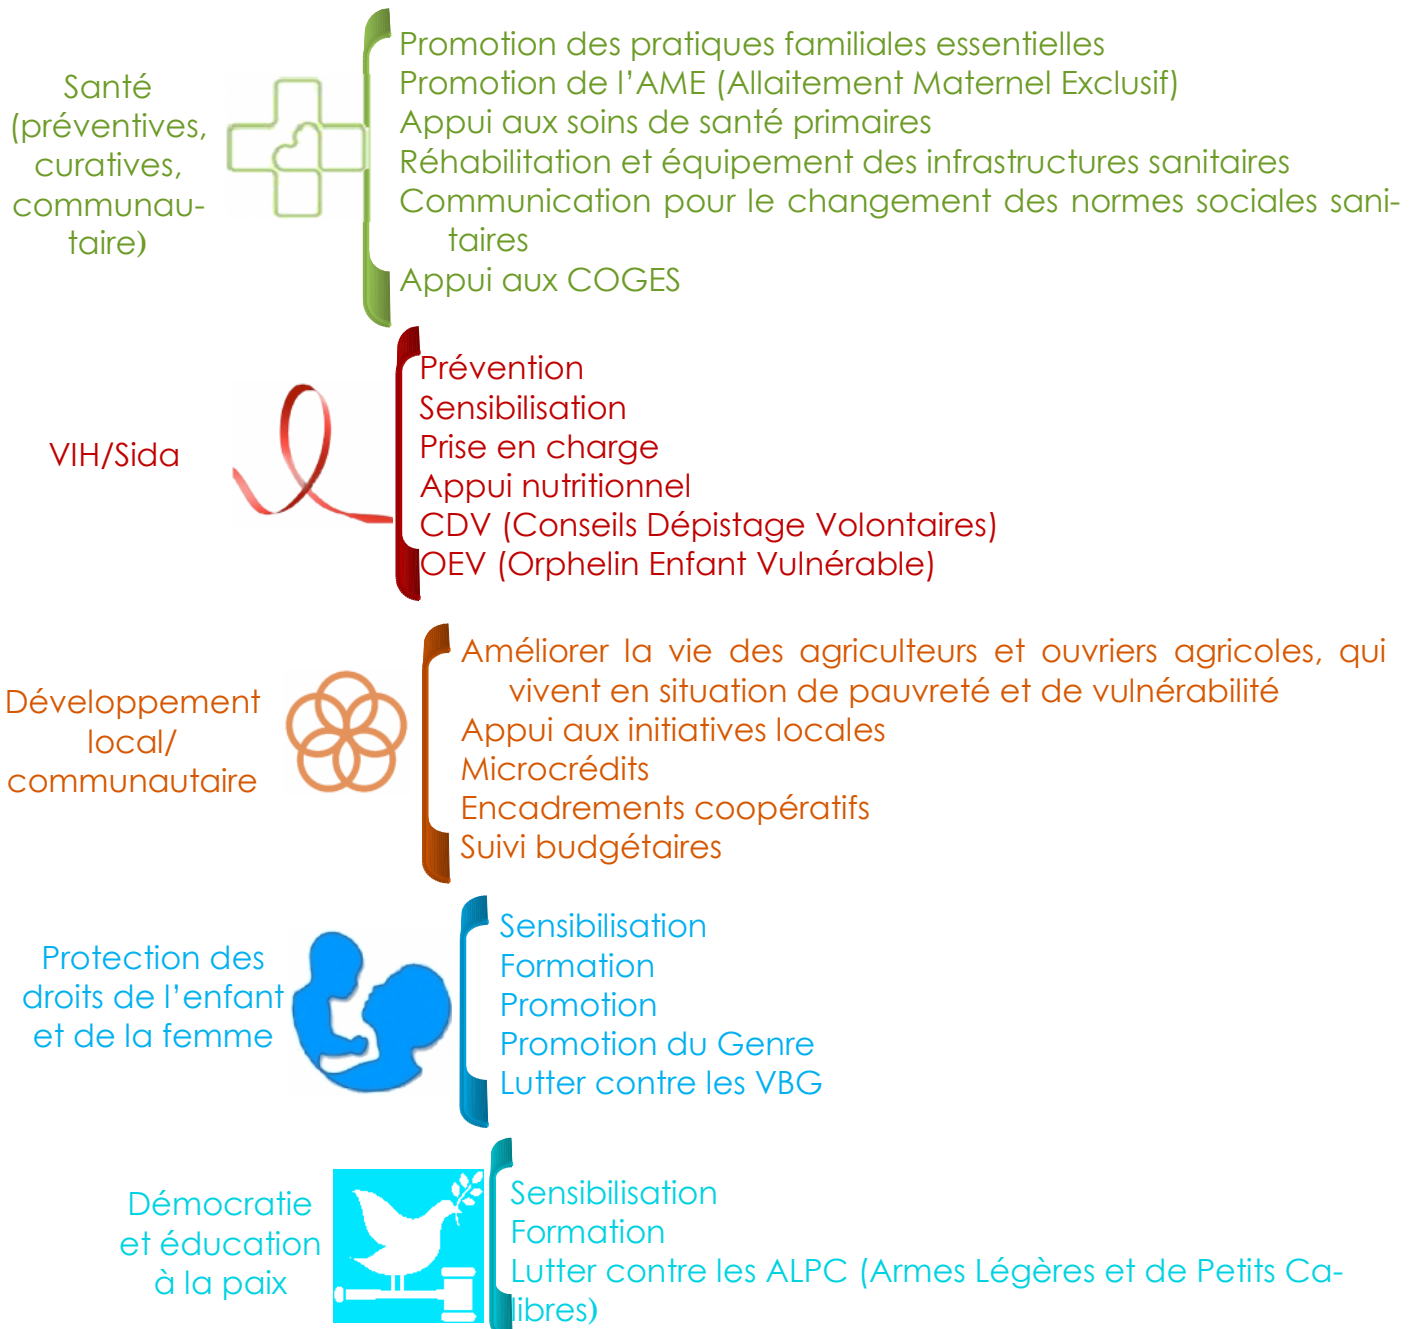 Santé
(préventives,
curatives,
communau-
taire)
Promotion des pratiques familiales essentielles
Promotion de l’AME (Allaitement Maternel Exclusif)
Appui aux soins de santé primaires
Réhabilitation et équipement des infrastructures sanitaires
Communication pour le changement des normes sociales sani-
taires
Appui aux COGES
VIH/Sida
Prévention
Sensibilisation
Prise en charge
Appui nutritionnel
CDV (Conseils Dépistage Volontaires)
OEV (Orphelin Enfant Vulnérable)
Développement
local/
communautaire
Améliorer la vie des agriculteurs et ouvriers agricoles, qui
vivent en situation de pauvreté et de vulnérabilité
Appui aux initiatives locales
Microcrédits
Encadrements coopératifs
Suivi budgétaires
Protection des
droits de l’enfant
et de la femme
Sensibilisation
Formation
Promotion
Promotion du Genre
Lutter contre les VBG
Démocratie
et éducation
à la paix
Sensibilisation
Formation
Lutter contre les ALPC (Armes Légères et de Petits Ca-
libres)